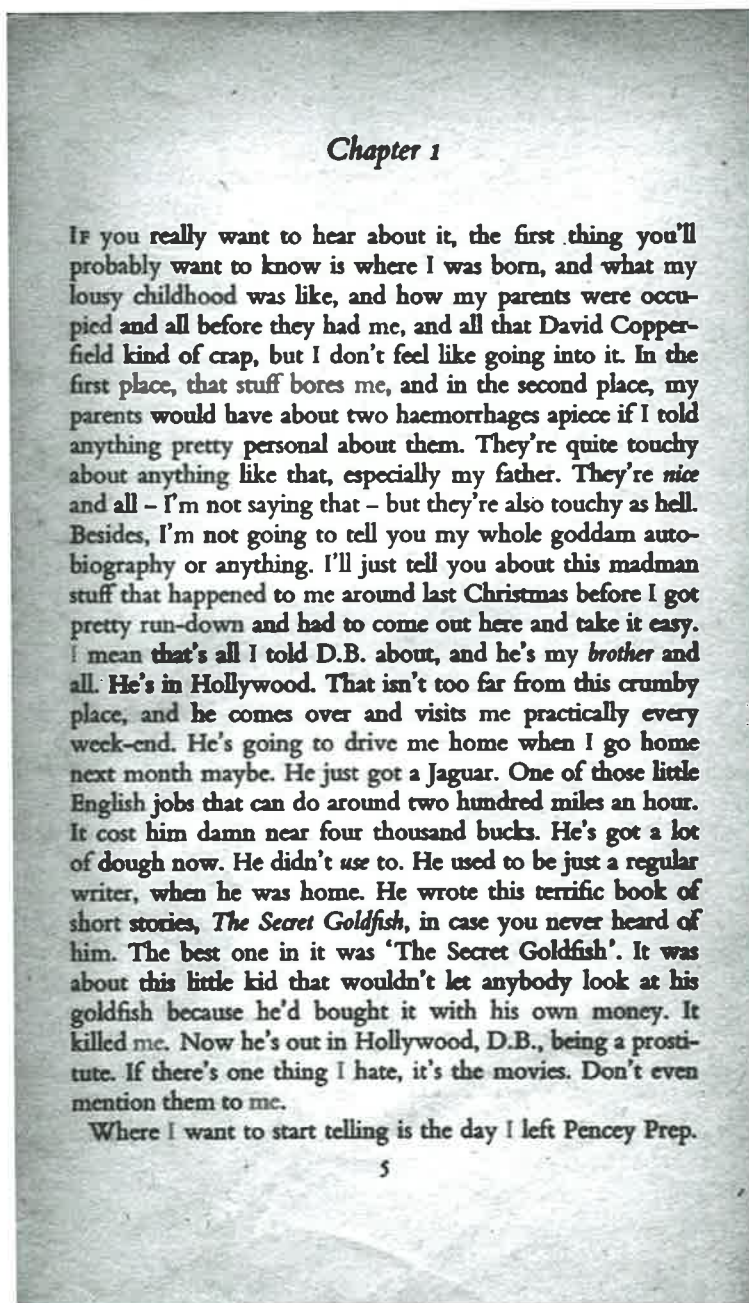 Chapter 1
IF you really want to hear about it, the first thing you'll
probably want to know is where I was born, and what my
lousy childhood was like, and how my parents were occu-
pied and all before they had me, and all that David Copper-
field kind of crap, but I don't feel like going into it. In the
first place, that stuff bores me, and in the second place, my
parents would have about two haemorrhages apiece if I told
anything pretty personal about them. They're quite touchy
about anything like that, especially my father. They're nice
and all – I'm not saying that – but they're also touchy as hell.
Besides, I'm not going to tell you my whole goddam auto-
biography or anything. I'll just tell you about this madman
stuff that happened to me around last Christmas before I got
pretty run-down and had to come out here and take it easy.
I mean that's all I told D.B. about, and he's my brother and
all. He's in Hollywood. That isn't too far from this crumby
place, and he comes over and visits me practically every
week-end. He's going to drive me home when I go home
next month maybe. He just got a Jaguar. One of those little
English jobs that can do around two hundred miles an hour.
It cost him damn near four thousand bucks. He's got a lot
of dough now. He didn't use to. He used to be just a regular
writer, when he was home. He wrote this terrific book of
short stories, The Secret Goldfish, in case you never heard of
him. The best one in it was ‘The Secret Goldfish’. It was
about this little kid that wouldn't let anybody look at his
goldfish because he'd bought it with his own money. It
killed me. Now he's out in Hollywood, D.B., being a prosti-
tute. If there's one thing I hate, it's the movies. Don't even
mention them to me.
Where I want to start telling is the day I left Pencey Prep.
5